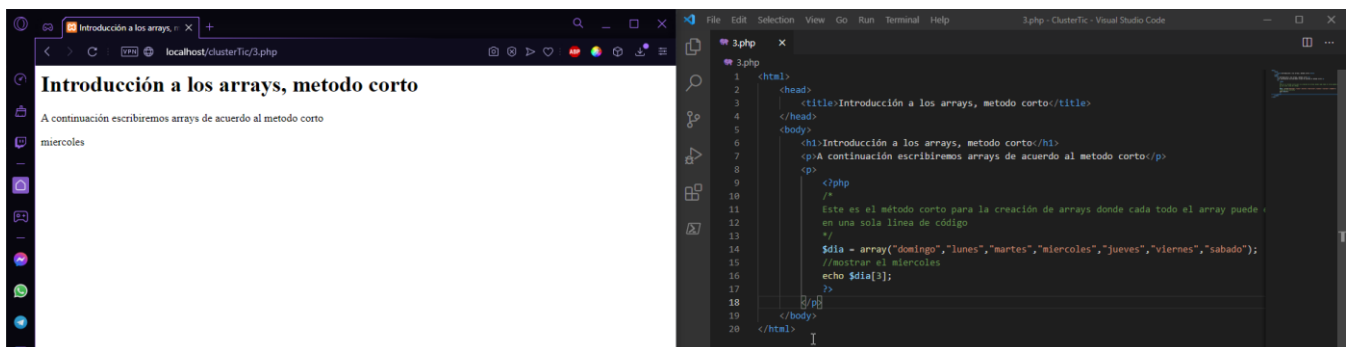 Introducción a los arrays, n
localhost/clusterTic/3.php
VPN
ABP
Introducción a los arrays, metodo corto
A continuación escribiremos arrays de acuerdo al metodo corto
miercoles
File Edit Selection View Go Run Terminal Help 3.php - ClusterTic - Visual Studio Code
3.php
3.php
1 <html>
2 <head>
3 <title>Introducción a los arrays, metodo corto</title>
4 </head>
5 <body>
6 <h1>Introducción a los arrays, metodo corto</h1>
7 <p>A continuación escribiremos arrays de acuerdo al metodo corto</p>
8 <p>
9 <?php
10 /*
11 Este es el método corto para la creación de arrays donde cada todo el array puede
12 en una sola línea de código
13 */
14 $dia = array("domingo","lunes","martes","miercoles","jueves","viernes","sabado");
15 //mostrar el miercoles
16 echo $dia[3];
17 ?>
18 </p>
19 </body>
20 </html>